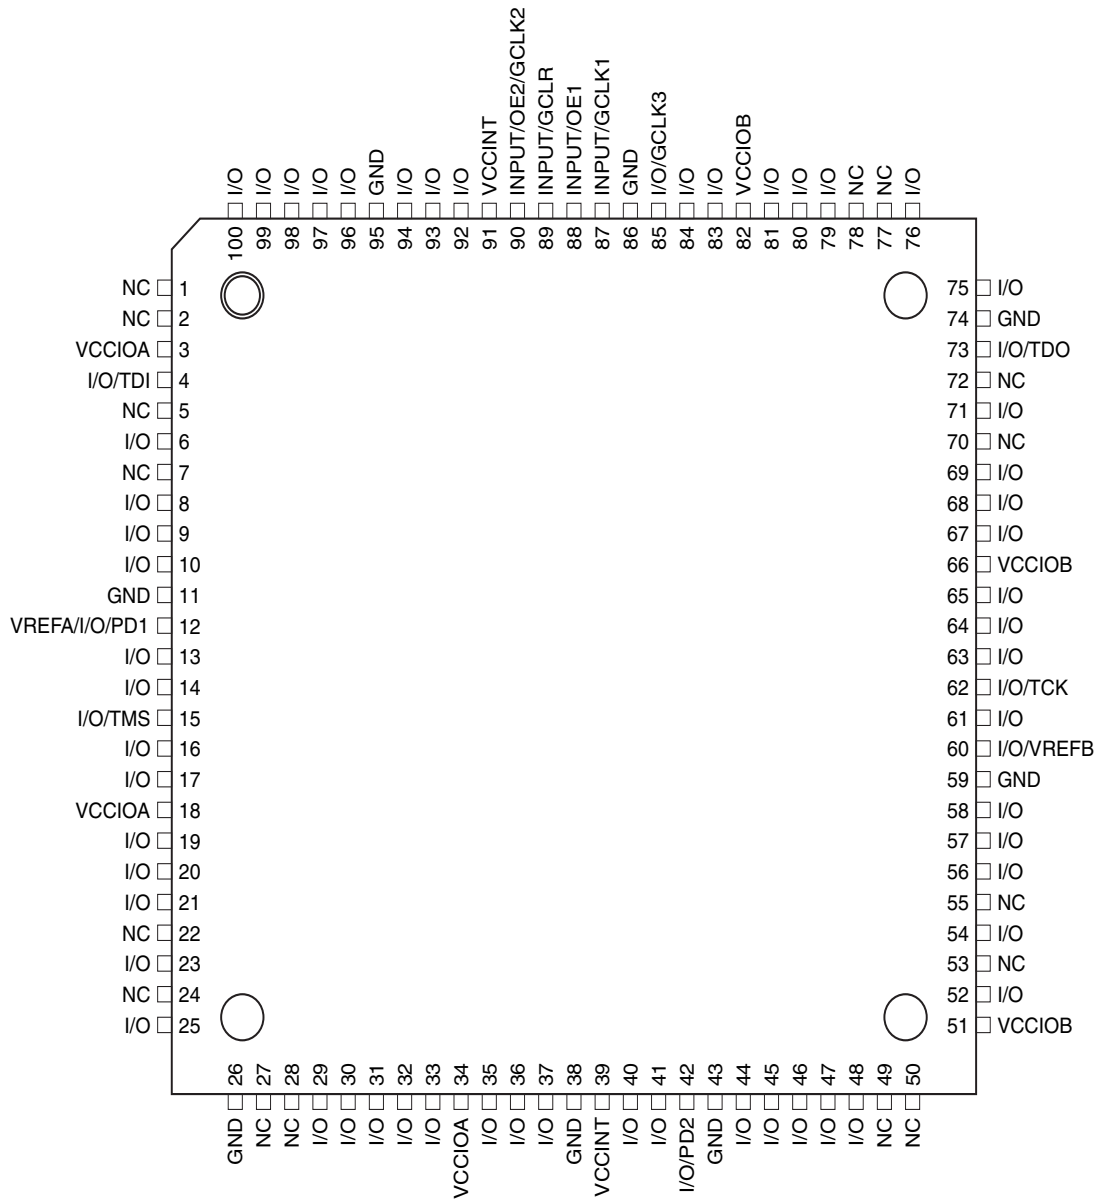 I/O I/O I/O I/O I/O GND I/O I/O I/O VCCINT INPUT/OE2/GCLK2 INPUT/GCLR INPUT/OE1 INPUT/GCLK1 GND I/O/GCLK3 I/O I/O VCCIOB I/O I/O I/O NC NC I/O
100 99 98 97 96 95 94 93 92 91 90 89 88 87 86 85 84 83 82 81 80 79 78 77 76
NC 1 75 I/O
NC 2 74 GND
VCCIOA 3 73 I/O/TDO
I/O/TDI 4 72 NC
NC 5 71 I/O
I/O 6 70 NC
NC 7 69 I/O
I/O 8 68 I/O
I/O 9 67 I/O
I/O 10 66 VCCIOB
GND 11 65 I/O
VREFA/I/O/PD1 12 64 I/O
I/O 13 63 I/O
I/O 14 62 I/O/TCK
I/O/TMS 15 61 I/O
I/O 16 60 I/O/VREFB
I/O 17 59 GND
VCCIOA 18 58 I/O
I/O 19 57 I/O
I/O 20 56 I/O
I/O 21 55 NC
NC 22 54 I/O
I/O 23 53 NC
NC 24 52 I/O
I/O 25 51 VCCIOB
26 27 28 29 30 31 32 33 34 35 36 37 38 39 40 41 42 43 44 45 46 47 48 49 50
GND NC NC I/O I/O I/O I/O I/O VCCIOA I/O I/O I/O GND VCCINT I/O I/O I/O/PD2 GND I/O I/O I/O I/O I/O NC NC